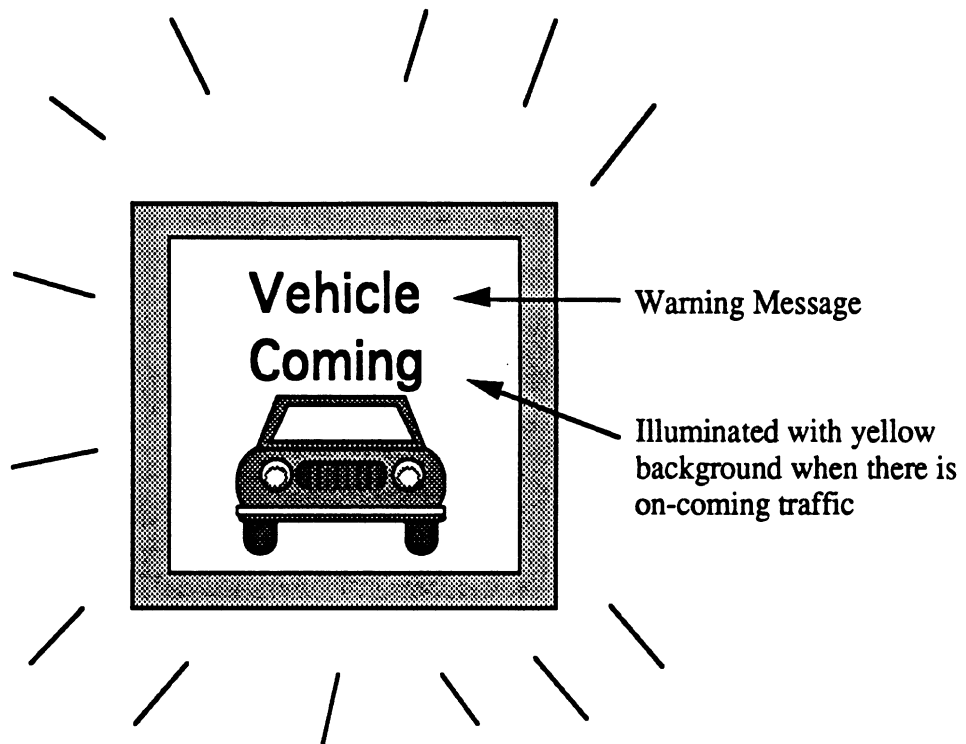 Vehicle
Coming
Warning Message
Illuminated with yellow
background when there is
on-coming traffic